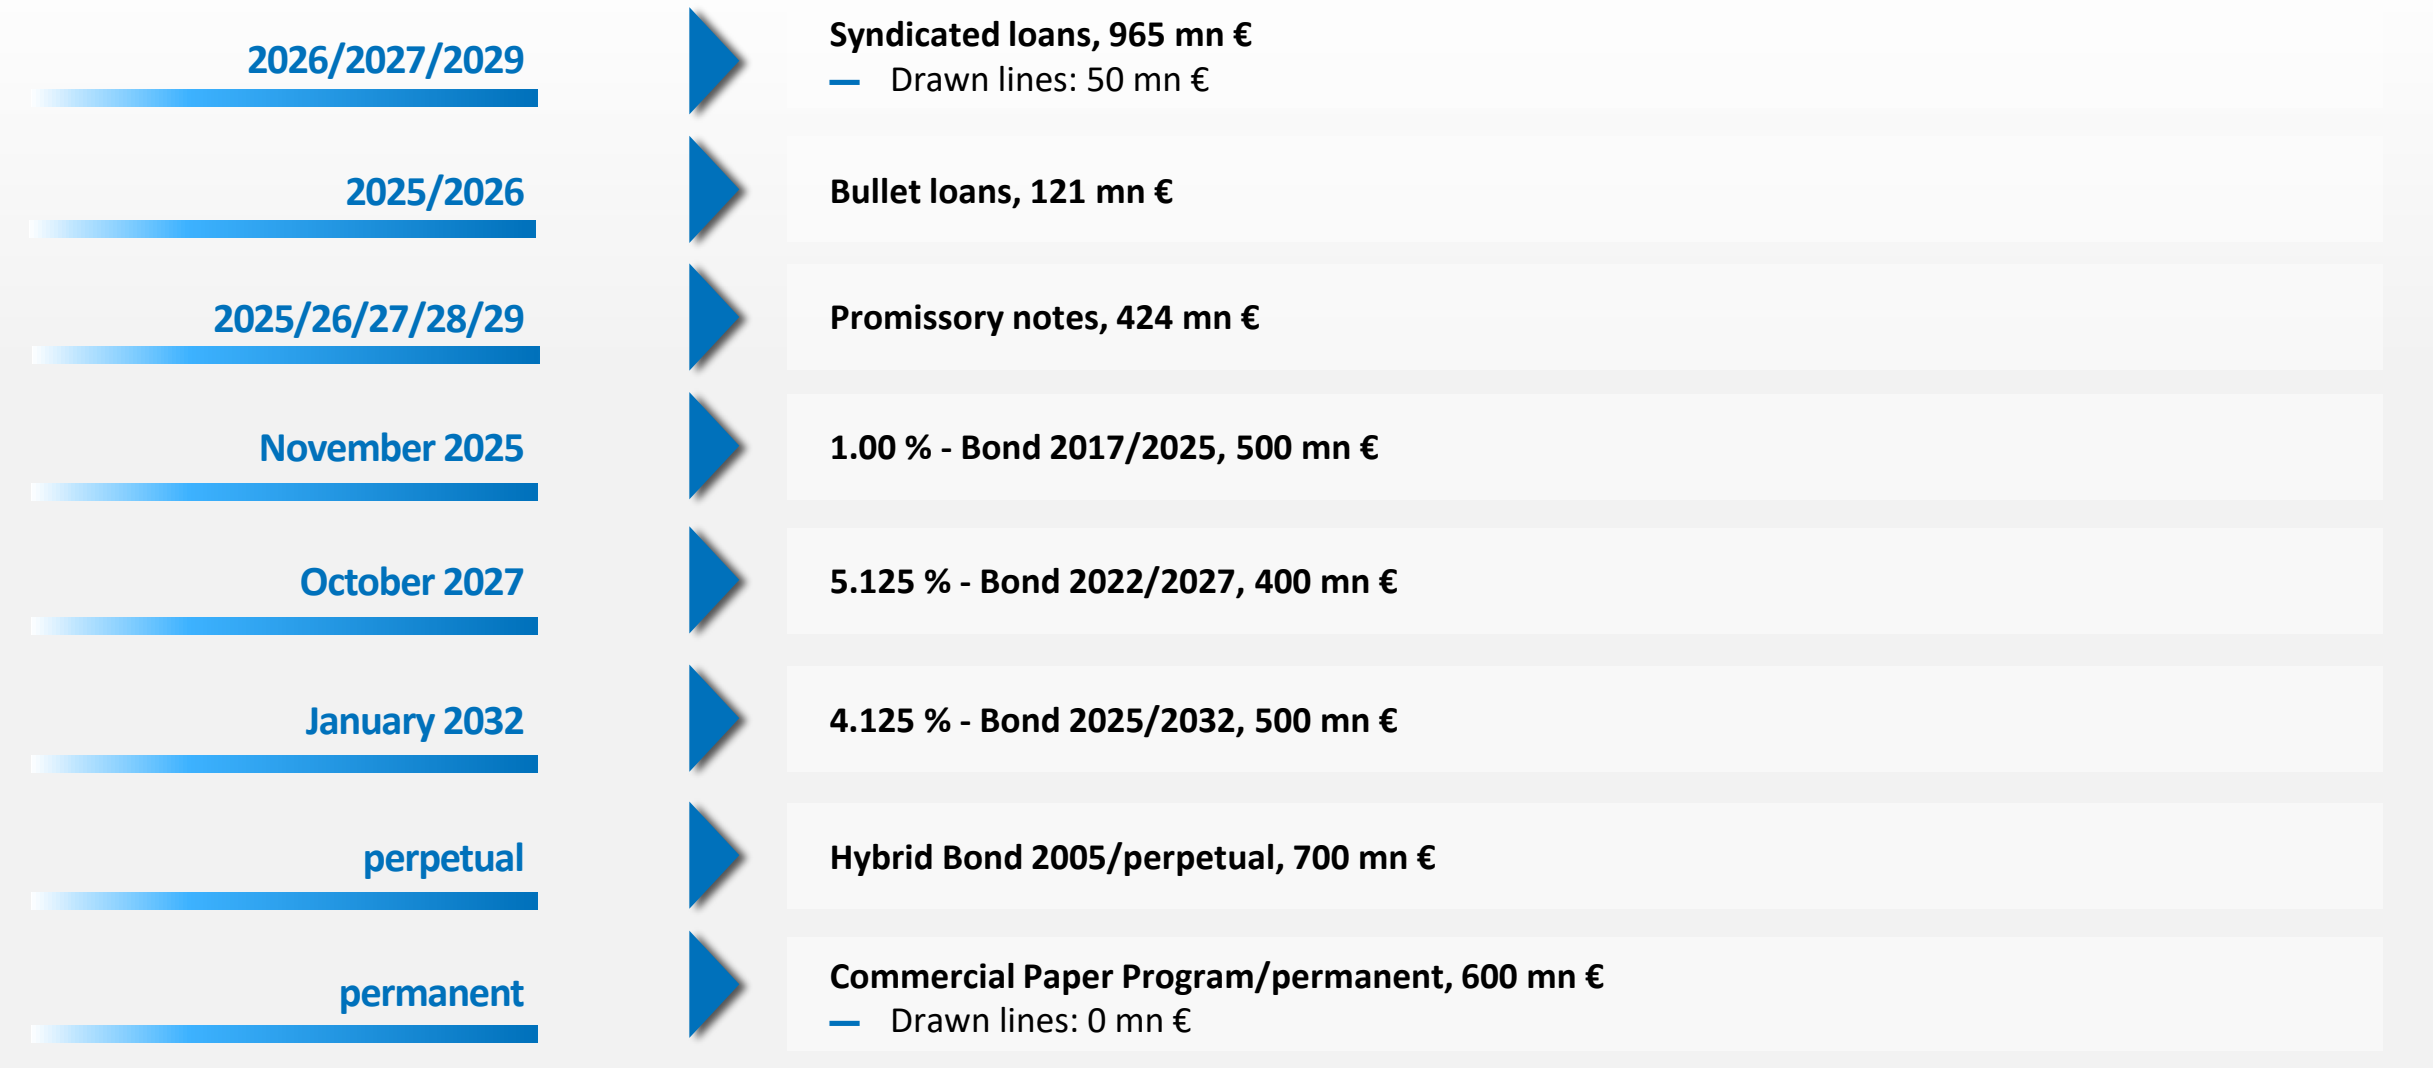 2026/2027/2029
Syndicated loans, 965 mn €
— Drawn lines: 50 mn €
2025/2026
Bullet loans, 121 mn €
2025/26/27/28/29
Promissory notes, 424 mn €
November 2025
1.00 % - Bond 2017/2025, 500 mn €
October 2027
5.125 % - Bond 2022/2027, 400 mn €
January 2032
4.125 % - Bond 2025/2032, 500 mn €
perpetual
Hybrid Bond 2005/perpetual, 700 mn €
permanent
Commercial Paper Program/permanent, 600 mn €
— Drawn lines: 0 mn €